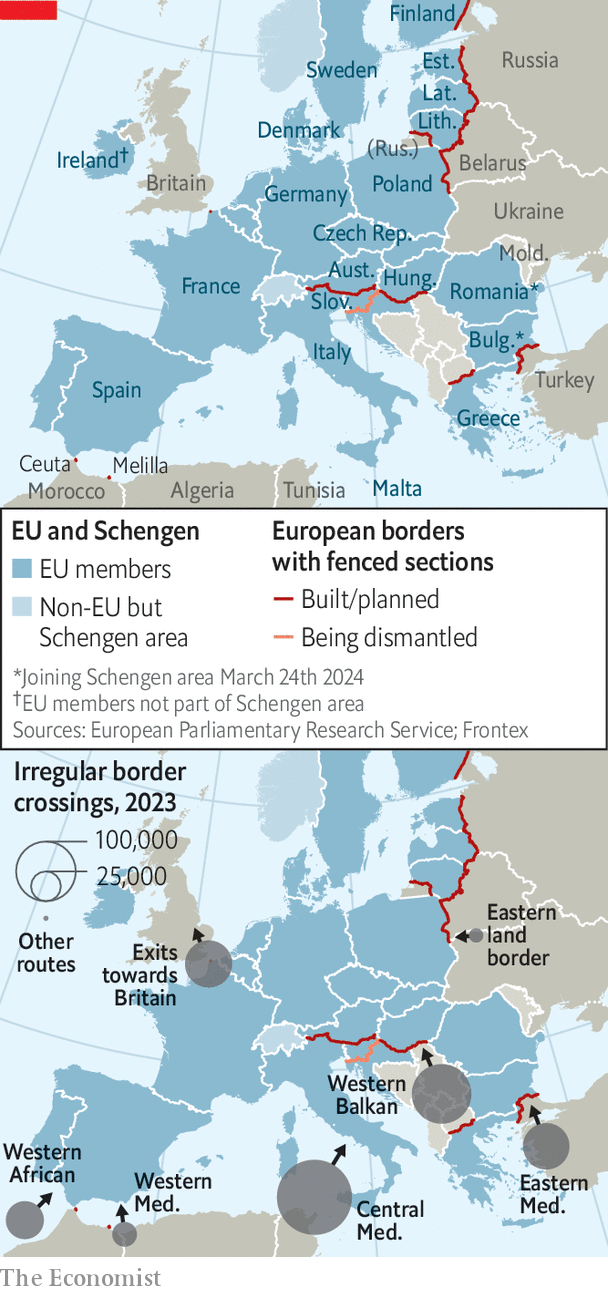 Finland
Russia
Sweden
Est.
Lat.
Lith.
Denmark
(Rus.)
Ireland†
Britain
Belarus
Germany
Poland
Ukraine
Czech Rep.
Mold.
Aust.
Hung.
France
Slov.
Romania*
Italy
Bulg.*
Turkey
Spain
Greece
Ceuta
Melilla
Morocco
Algeria
Tunisia
Malta
EU and Schengen
EU members
Non-EU but
Schengen area
European borders
with fenced sections
Built/planned
Being dismantled
*Joining Schengen area March 24th 2024
†EU members not part of Schengen area
Sources: European Parliamentary Research Service; Frontex
Irregular border
crossings, 2023
100,000
25,000
Other
routes
Exits
towards
Britain
Eastern
land
border
Western
Balkan
Western
African
Western
Med.
Central
Med.
Eastern
Med.
The Economist